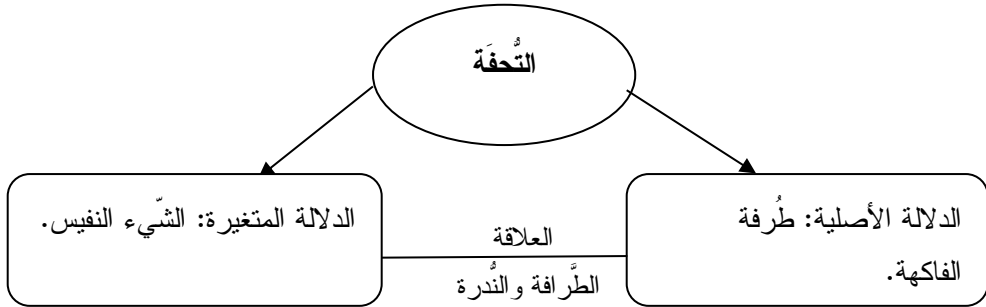 التُّحفَة
الدلالة الأصلية: طُرفة
الفاكهة.
الدلالة المتغيرة: الشّيء النفيس.
العلاقة
الطَّرافة والنُّدرة